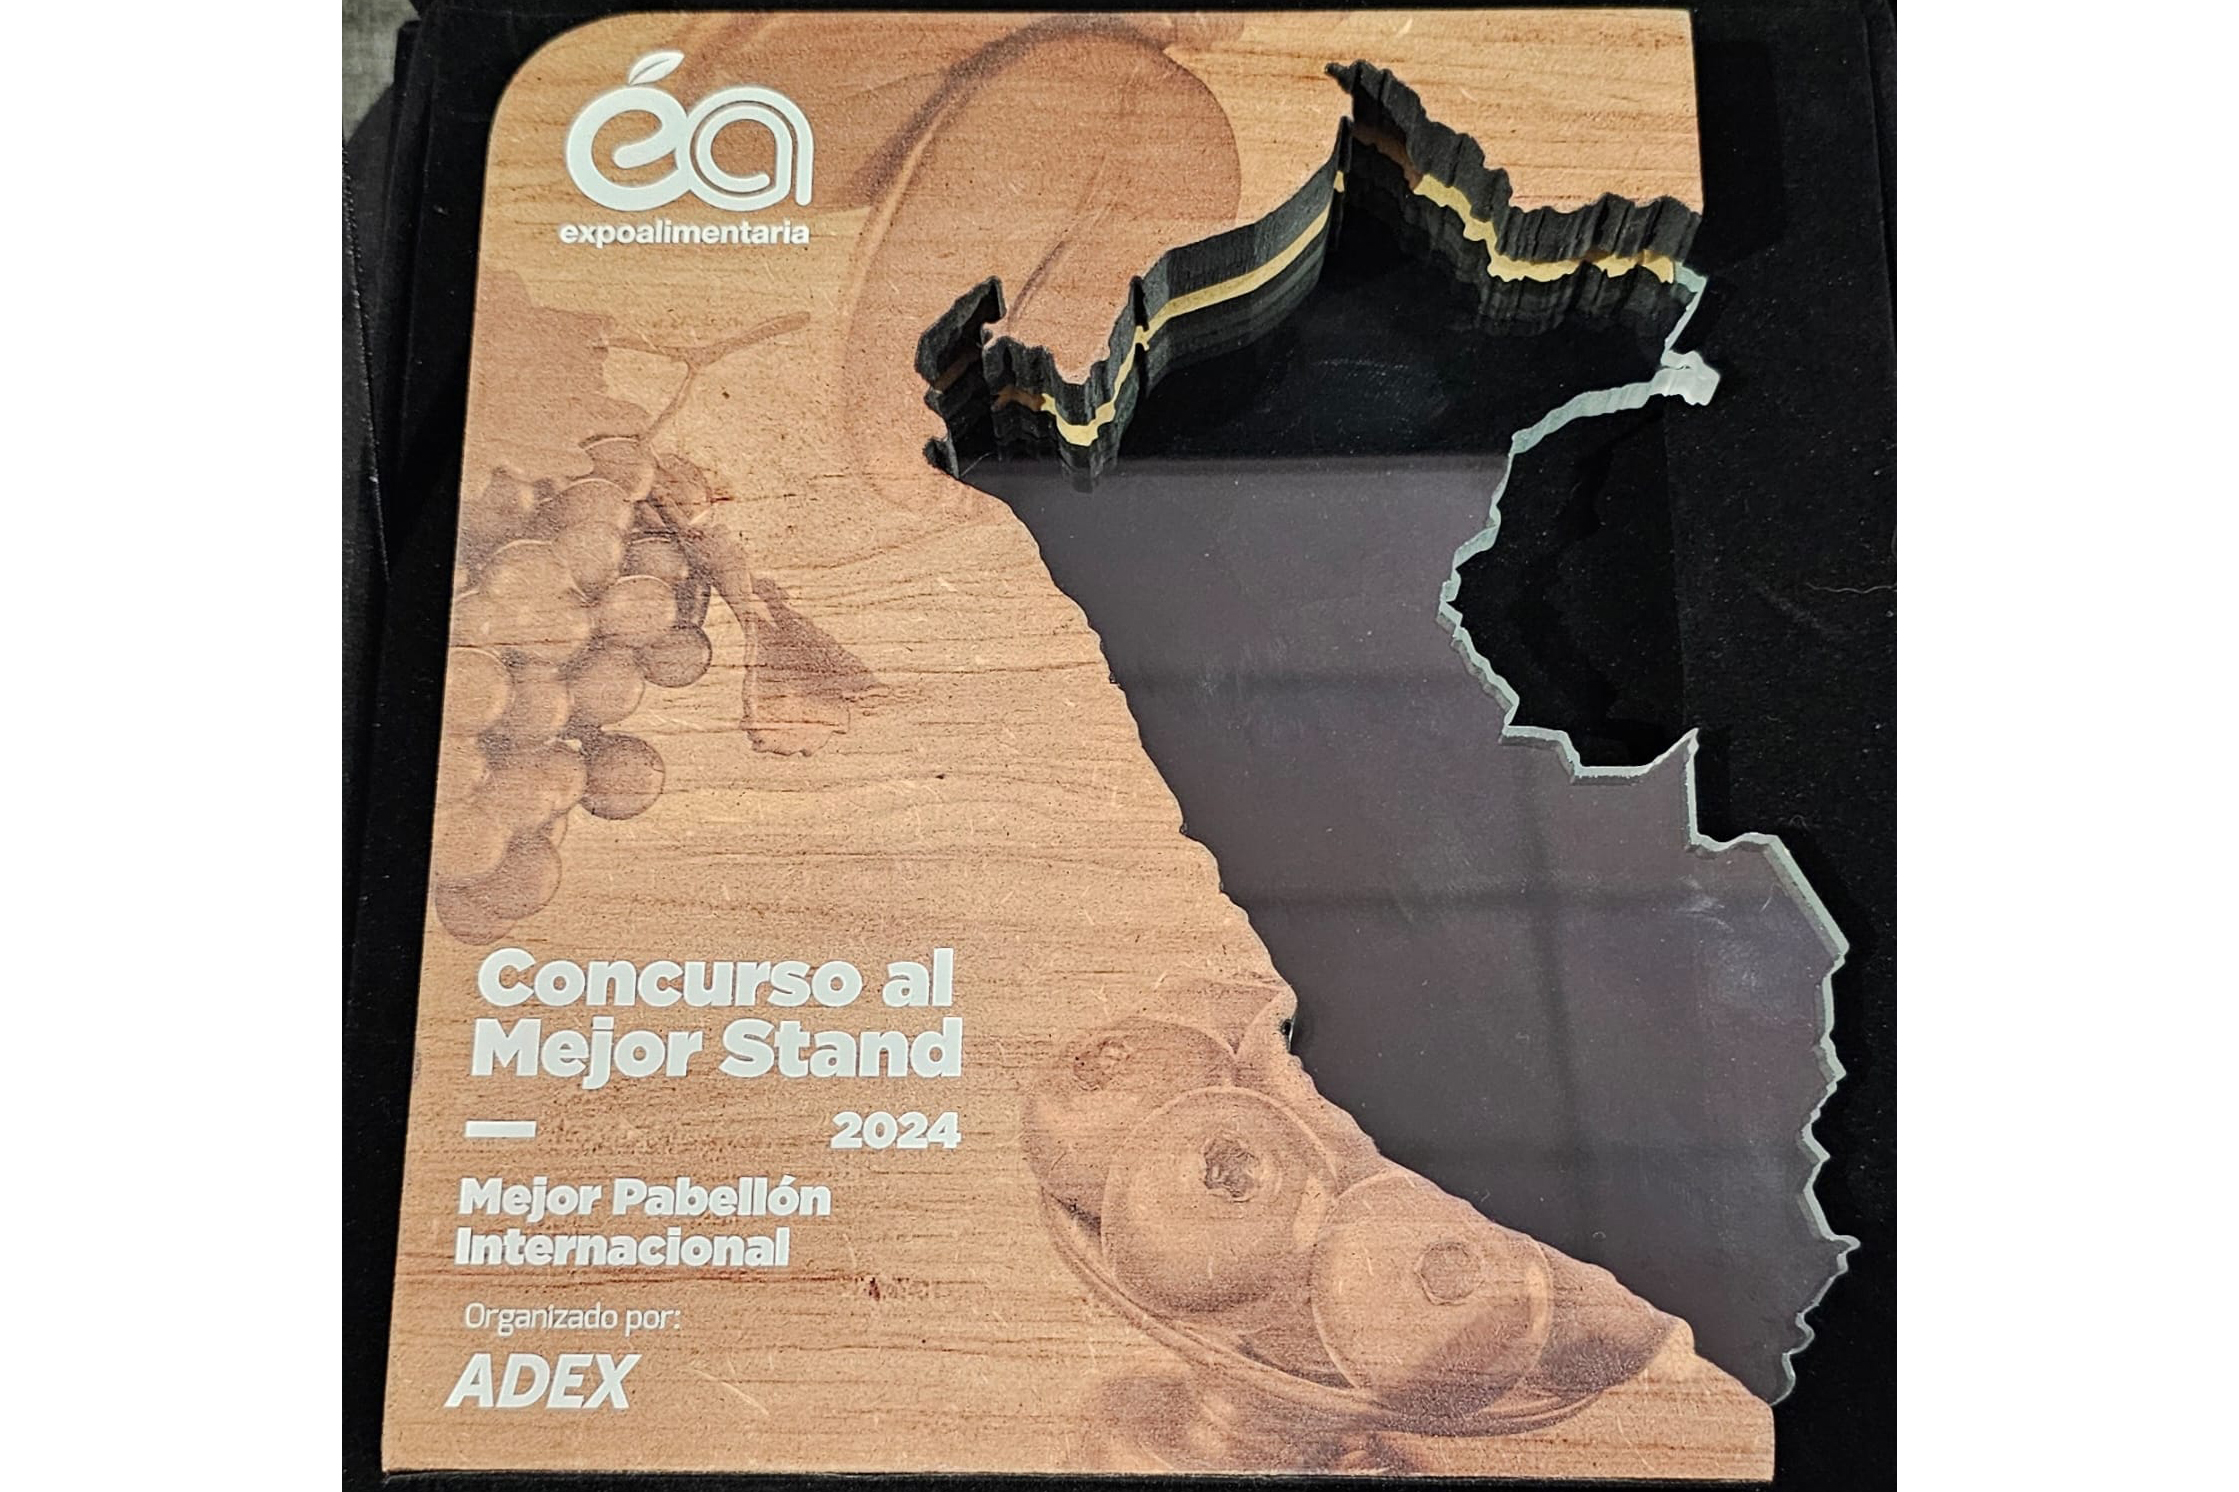 éa
expoalimentaria
Concurso al
Mejor Stand
2024
Mejor Pabellón
Internacional
Organizado por:
ADEX